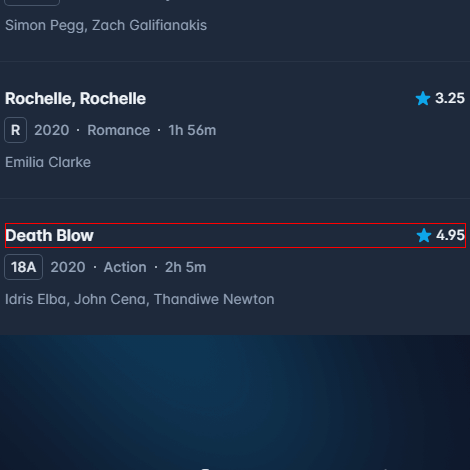 Simon Pegg, Zach Galifianakis
Rochelle, Rochelle 3.25
R 2020 · Romance · 1h 56m
Emilia Clarke
Death Blow 4.95
18A 2020 · Action · 2h 5m
Idris Elba, John Cena, Thandiwe Newton